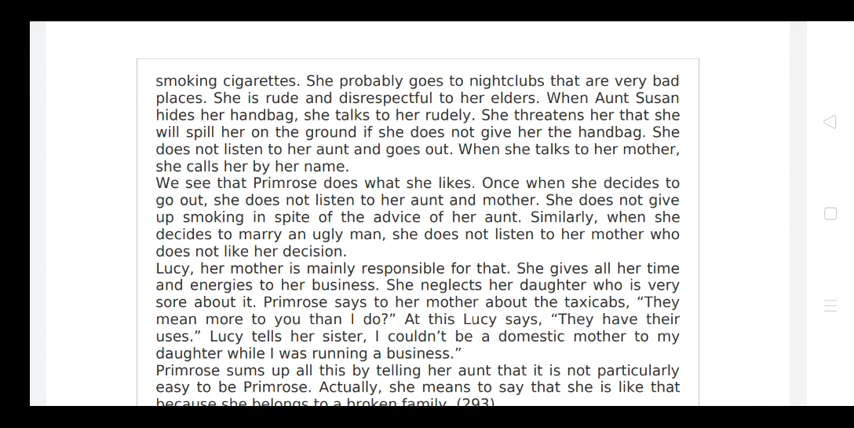 smoking cigarettes. She probably goes to nightclubs that are very bad
places. She is rude and disrespectful to her elders. When Aunt Susan
hides her handbag, she talks to her rudely. She threatens her that she
will spill her on the ground if she does not give her the handbag. She
does not listen to her aunt and goes out. When she talks to her mother,
she calls her by her name.
We see that Primrose does what she likes. Once when she decides to
go out, she does not listen to her aunt and mother. She does not give
up smoking in spite of the advice of her aunt. Similarly, when she
decides to marry an ugly man, she does not listen to her mother who
does not like her decision.
Lucy, her mother is mainly responsible for that. She gives all her time
and energies to her business. She neglects her daughter who is very
sore about it. Primrose says to her mother about the taxicabs, “They
mean more to you than I do?” At this Lucy says, “They have their
uses.” Lucy tells her sister, I couldn’t be a domestic mother to my
daughter while I was running a business.”
Primrose sums up all this by telling her aunt that it is not particularly
easy to be Primrose. Actually, she means to say that she is like that
because she belongs to a broken family. (293)